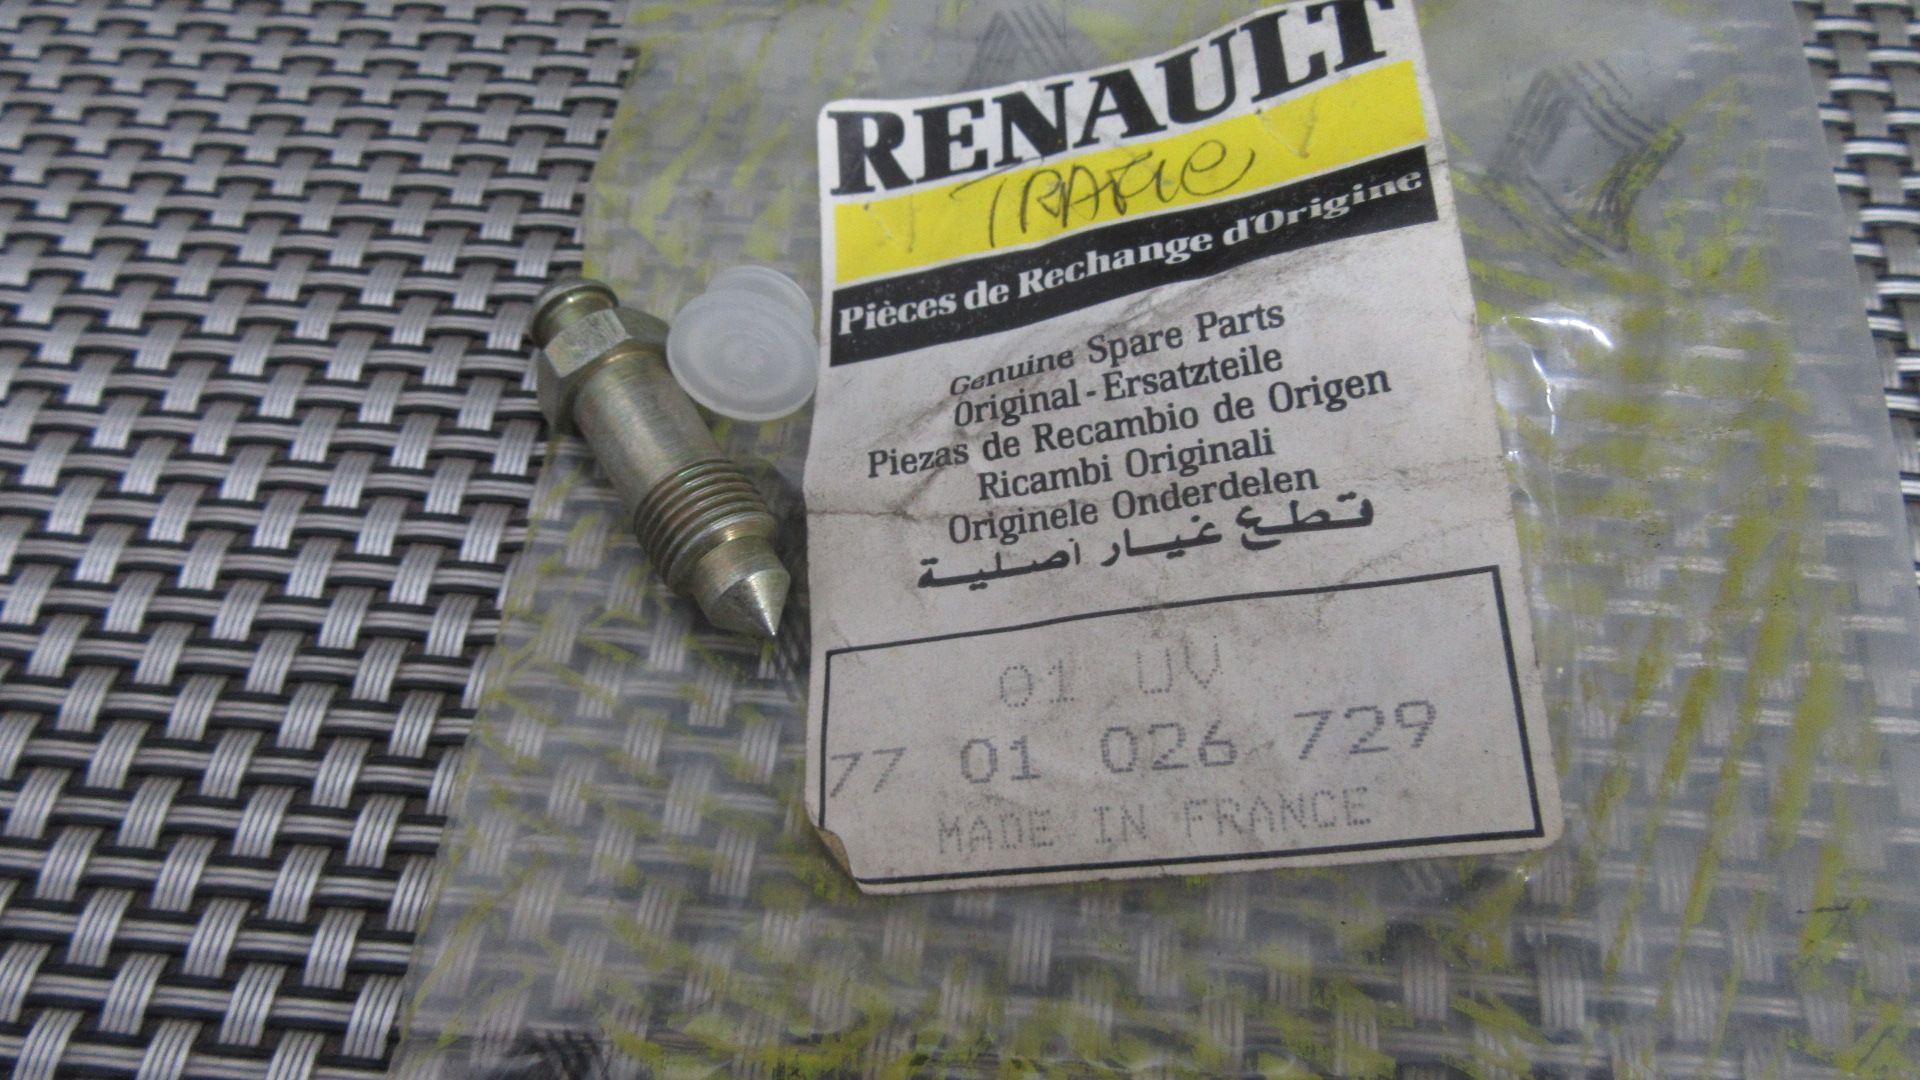 RENAULT
TRAFIC
Pièces de Rechange d'Origine
Genuine Spare Parts
Original-Ersatzteile
Piezas de Recambio de Origen
Ricambi Originali
Originele Onderdelen
قطع غيار اصلية
01 UV
77 01 026 729
MADE IN FRANCE